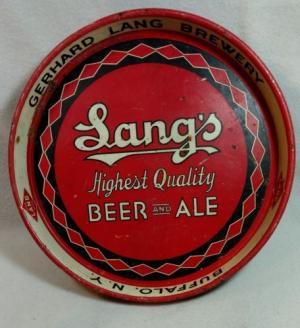 GERHARD LANG BREWERY
Lang's
Highest Quality
BEER AND ALE
BUFFALO, N.Y.